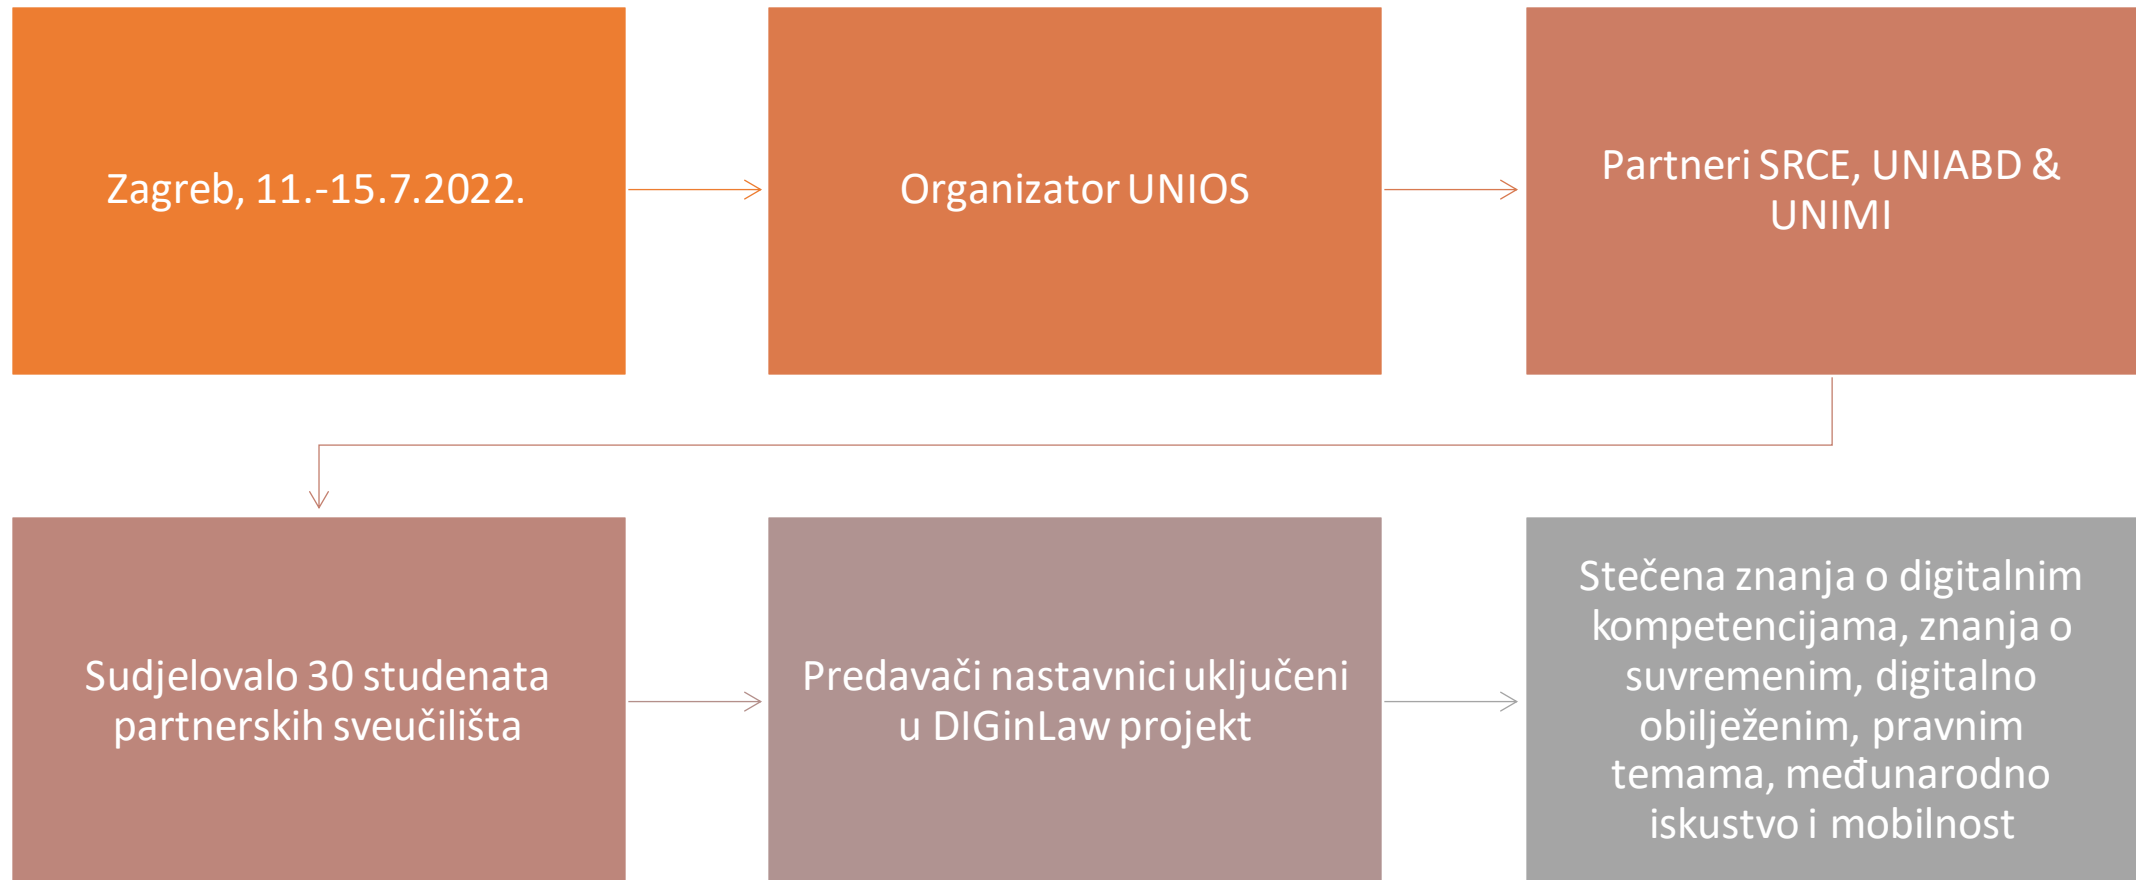 Zagreb, 11.-15.7.2022.
Organizator UNIOS
Partneri SRCE, UNIABD &
UNIMI
Sudjelovalo 30 studenata
partnerskih sveučilišta
Predavači nastavnici uključeni
u DIGinLaw projekt
Stečena znanja o digitalnim
kompetencijama, znanja o
suvremenim, digitalno
obilježenim, pravnim
temama, međunarodno
iskustvo i mobilnost